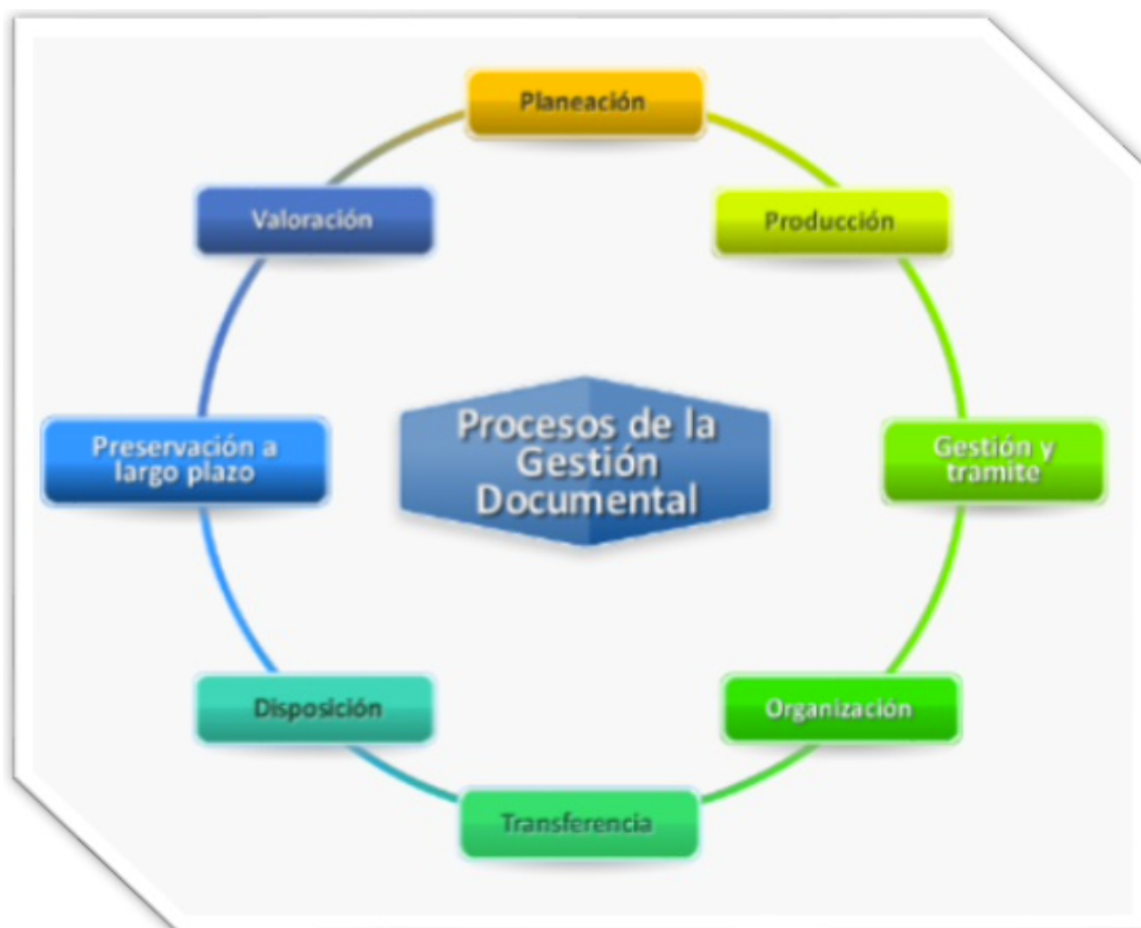 Planeación
Valoración
Producción
Procesos de la
Gestión
Documental
Preservación a
largo plazo
Gestión y
tramite
Disposición
Organización
Transferencia